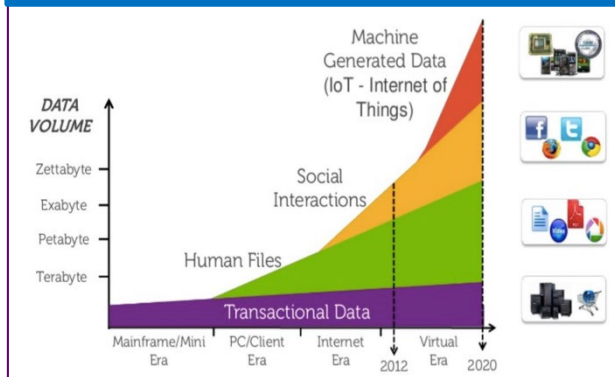 Machine
Generated Data
(IoT - Internet of
Things)
DATA
VOLUME
Zettabyte
Exabyte
Petabyte
Terabyte
Social
Interactions
Human Files
Transactional Data
Mainframe/Mini
Era
PC/Client
Era
Internet
Era
2012
Virtual
Era
2020